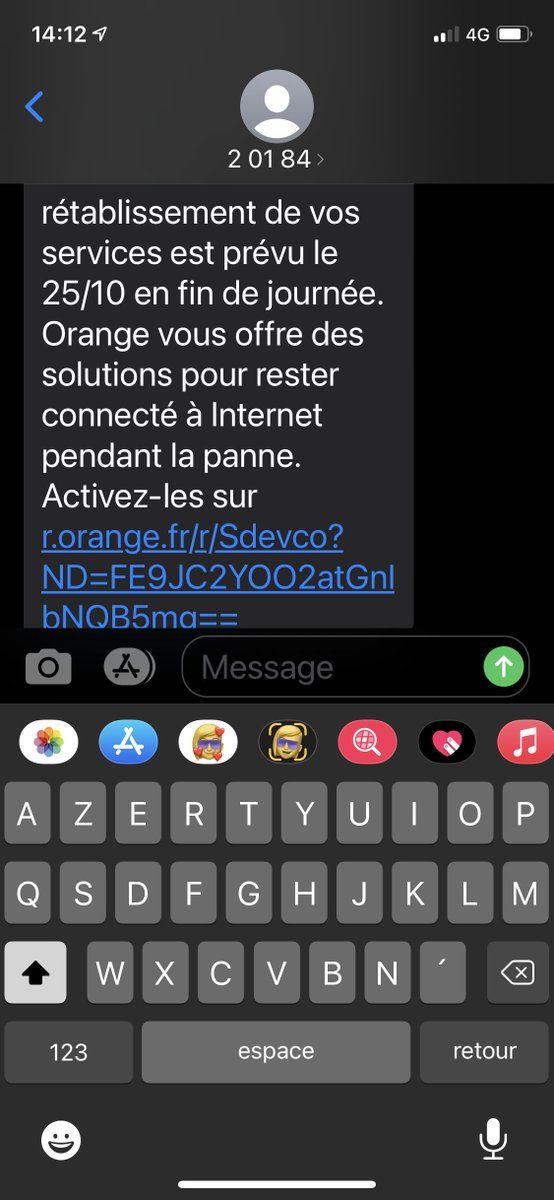 14:12
4G
2 01 84
rétablissement de vos
services est prévu le
25/10 en fin de journée.
Orange vous offre des
solutions pour rester
connecté à Internet
pendant la panne.
Activez-les sur
r.orange.fr/r/Sdevco?
ND=FE9JC2YOO2atGnl
bNQB5mg==
Message
A Z E R T Y U I O P
Q S D F G H J K L M
W X C V B N ´
123 espace retour